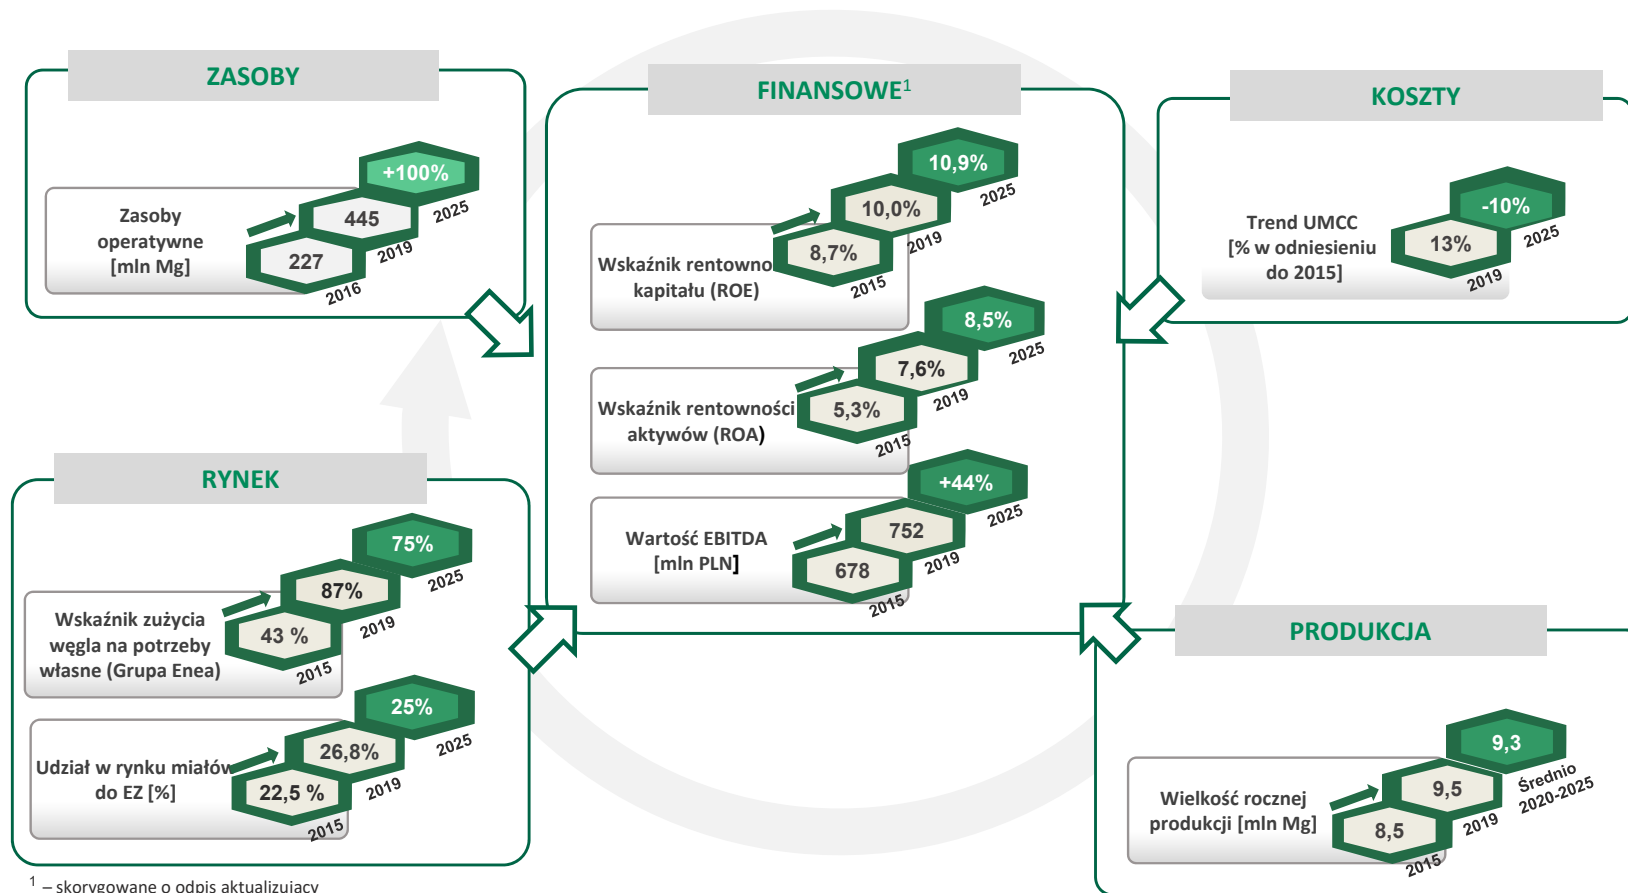 ZASOBY
Zasoby
operatywne
[mln Mg]
227
2016
445
2019
+100%
2025
FINANSOWE¹
Wskaźnik rentowno
kapitału (ROE)
8,7%
2015
10,0%
2019
10,9%
2025
Wskaźnik rentowności
aktywów (ROA)
5,3%
2015
7,6%
2019
8,5%
2025
Wartość EBITDA
[mln PLN]
678
2015
752
2019
+44%
2025
KOSZTY
Trend UMCC
[% w odniesieniu
do 2015]
13%
2019
-10%
2025
RYNEK
Wskaźnik zużycia
węgla na potrzeby
własne (Grupa Enea)
43 %
2015
87%
2019
75%
2025
Udział w rynku miałów
do EZ [%]
22,5 %
2015
26,8%
2019
25%
2025
PRODUKCJA
Wielkość rocznej
produkcji [mln Mg]
8,5
2015
9,5
2019
9,3
Średnio
2020-2025
¹ – skorygowane o odpis aktualizujący